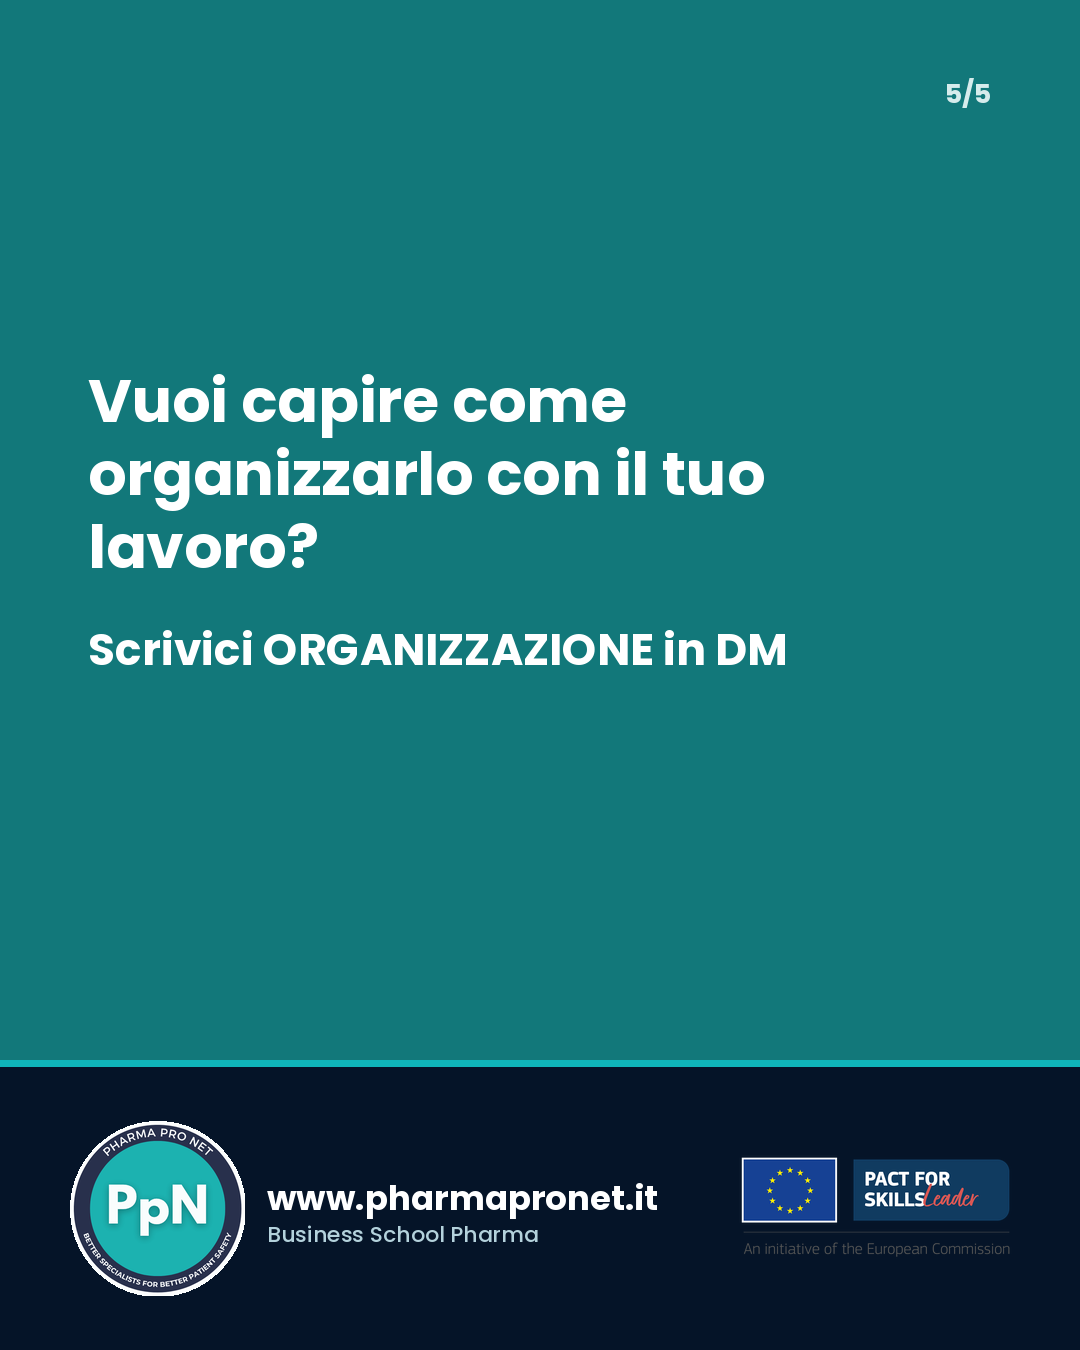 5/5
Vuoi capire come
organizzarlo con il tuo
lavoro?
Scrivici ORGANIZZAZIONE in DM
PHARMA PRO NET
PpN
BETTER SPECIALISTS FOR BETTER PATIENT SAFETY
www.pharmapronet.it
Business School Pharma
PACT FOR
SKILLS Leader
An initiative of the European Commission